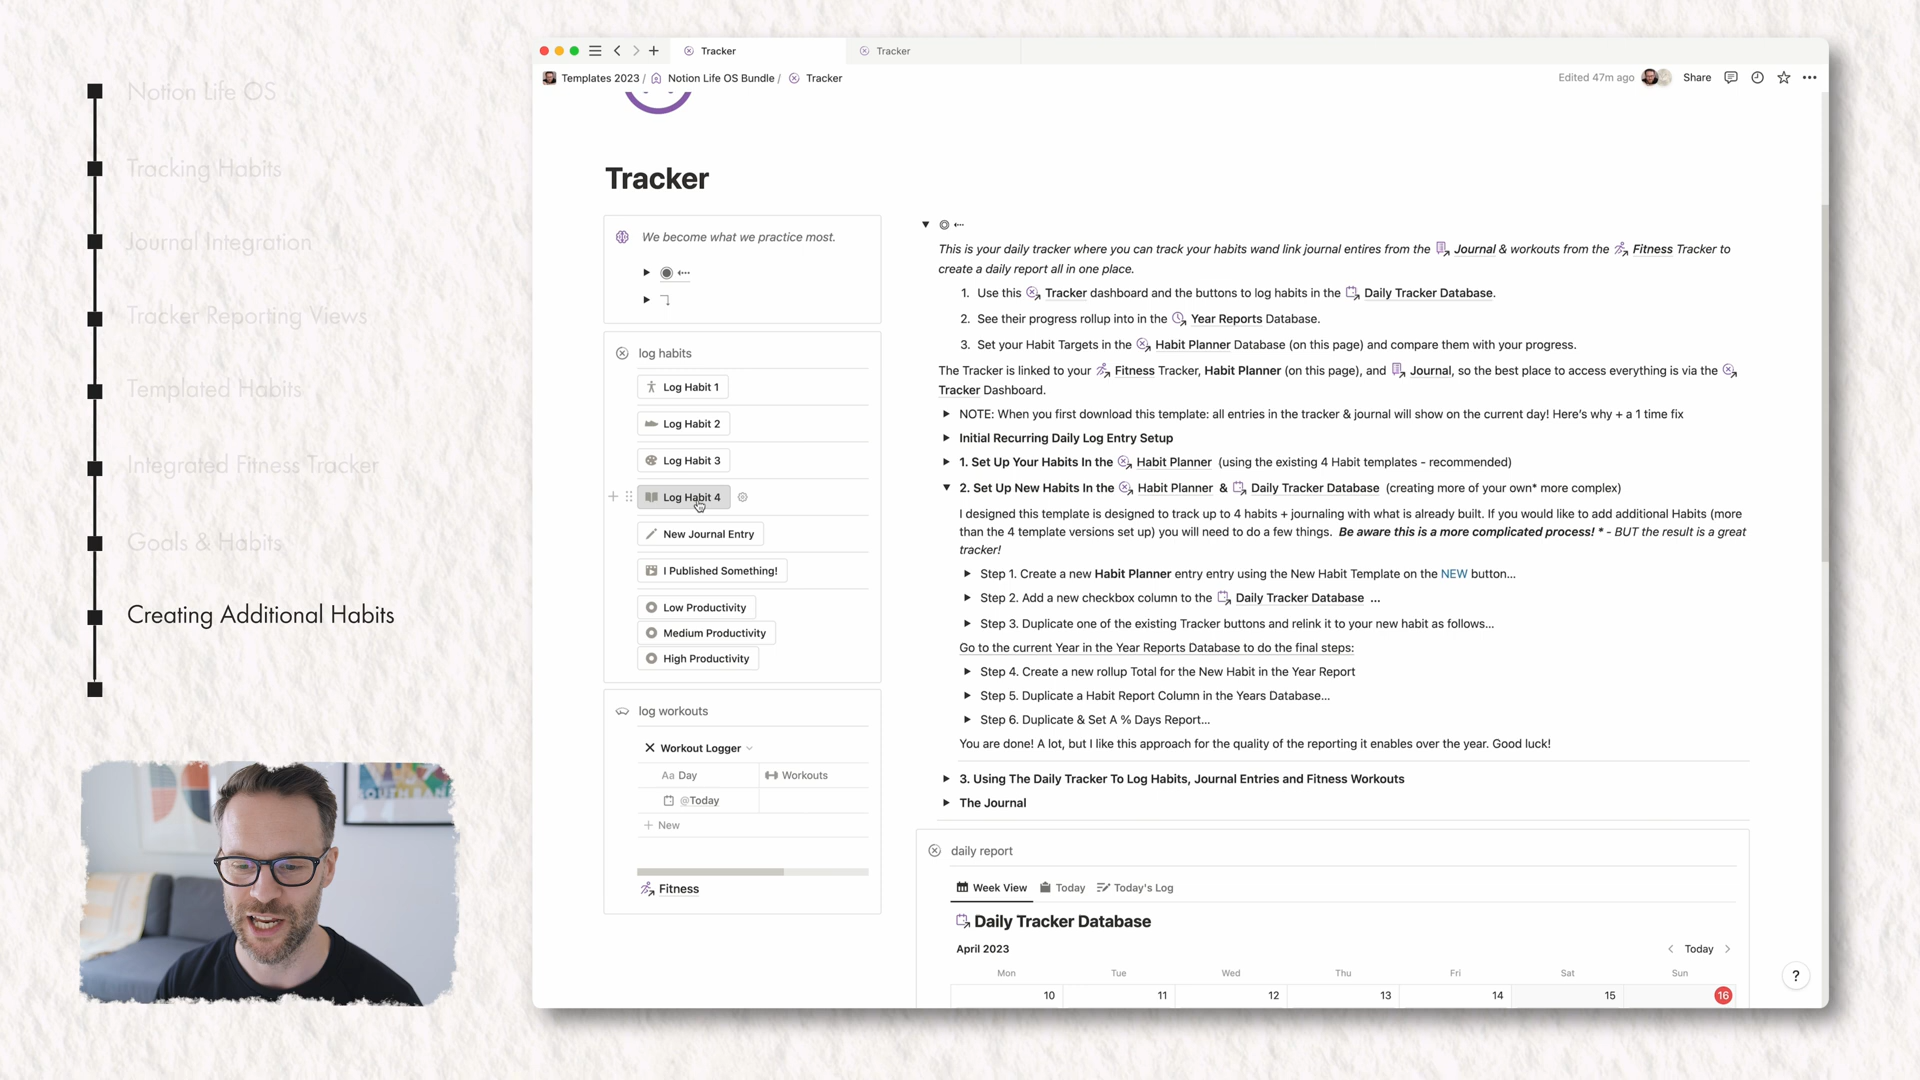 Notion Life OS
Tracking Habits
Journal Integration
Tracker Reporting Views
Templated Habits
Integrated Fitness Tracker
Goals & Habits
Creating Additional Habits
Tracker
Tracker
Templates 2023 / Notion Life OS Bundle / Tracker
Edited 47m ago
Share
Tracker
We become what we practice most.
log habits
Log Habit 1
Log Habit 2
Log Habit 3
Log Habit 4
New Journal Entry
I Published Something!
Low Productivity
Medium Productivity
High Productivity
log workouts
Workout Logger
Aa Day
Workouts
@Today
+ New
Fitness
This is your daily tracker where you can track your habits wand link journal entires from the Journal & workouts from the Fitness Tracker to
create a daily report all in one place.
1. Use this Tracker dashboard and the buttons to log habits in the Daily Tracker Database.
2. See their progress rollup into in the Year Reports Database.
3. Set your Habit Targets in the Habit Planner Database (on this page) and compare them with your progress.
The Tracker is linked to your Fitness Tracker, Habit Planner (on this page), and Journal, so the best place to access everything is via the
Tracker Dashboard.
NOTE: When you first download this template: all entries in the tracker & journal will show on the current day! Here's why + a 1 time fix
Initial Recurring Daily Log Entry Setup
1. Set Up Your Habits In the Habit Planner (using the existing 4 Habit templates - recommended)
2. Set Up New Habits In the Habit Planner & Daily Tracker Database (creating more of your own* more complex)
I designed this template is designed to track up to 4 habits + journaling with what is already built. If you would like to add additional Habits (more
than the 4 template versions set up) you will need to do a few things. Be aware this is a more complicated process! * - BUT the result is a great
tracker!
Step 1. Create a new Habit Planner entry entry using the New Habit Template on the NEW button...
Step 2. Add a new checkbox column to the Daily Tracker Database ...
Step 3. Duplicate one of the existing Tracker buttons and relink it to your new habit as follows...
Go to the current Year in the Year Reports Database to do the final steps:
Step 4. Create a new rollup Total for the New Habit in the Year Report
Step 5. Duplicate a Habit Report Column in the Years Database...
Step 6. Duplicate & Set A % Days Report...
You are done! A lot, but I like this approach for the quality of the reporting it enables over the year. Good luck!
3. Using The Daily Tracker To Log Habits, Journal Entries and Fitness Workouts
The Journal
daily report
Week View
Today
Today's Log
Daily Tracker Database
April 2023
Today
Mon Tue Wed Thu Fri Sat Sun
10 11 12 13 14 15 16
?